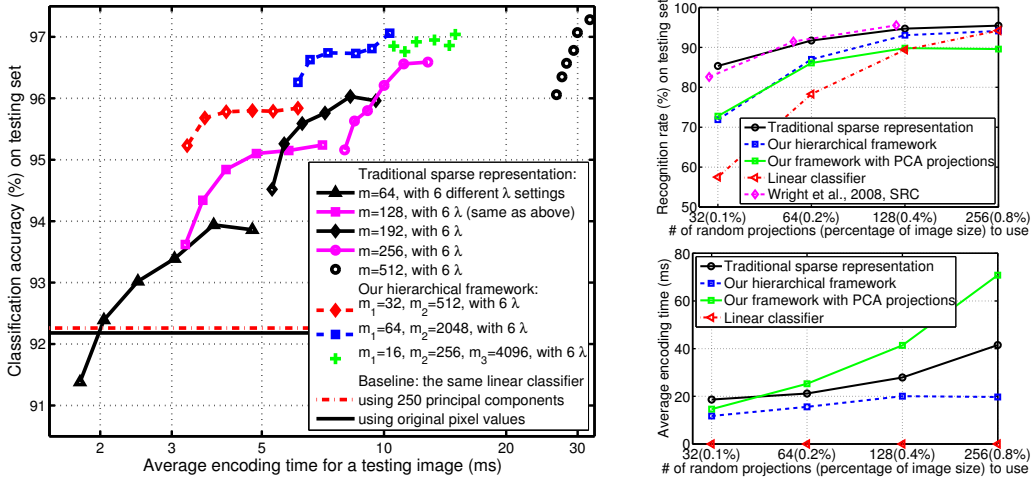 Classification accuracy (%) on testing set
97
96
95
94
93
92
91
2
3
5
10
20
30
Average encoding time for a testing image (ms)
Traditional sparse representation:
m=64, with 6 different λ settings
m=128, with 6 λ (same as above)
m=192, with 6 λ
m=256, with 6 λ
m=512, with 6 λ
Our hierarchical framework:
m1=32, m2=512, with 6 λ
m1=64, m2=2048, with 6 λ
m1=16, m2=256, m3=4096, with 6 λ
Baseline: the same linear classifier
using 250 principal components
using original pixel values
Recognition rate (%) on testing set
100
90
80
70
60
50
Traditional sparse representation
Our hierarchical framework
Our framework with PCA projections
Linear classifier
Wright et al., 2008, SRC
32(0.1%)
64(0.2%)
128(0.4%)
256(0.8%)
# of random projections (percentage of image size) to use
Average encoding time (ms)
80
60
40
20
0
Traditional sparse representation
Our hierarchical framework
Our framework with PCA projections
Linear classifier
32(0.1%)
64(0.2%)
128(0.4%)
256(0.8%)
# of random projections (percentage of image size) to use